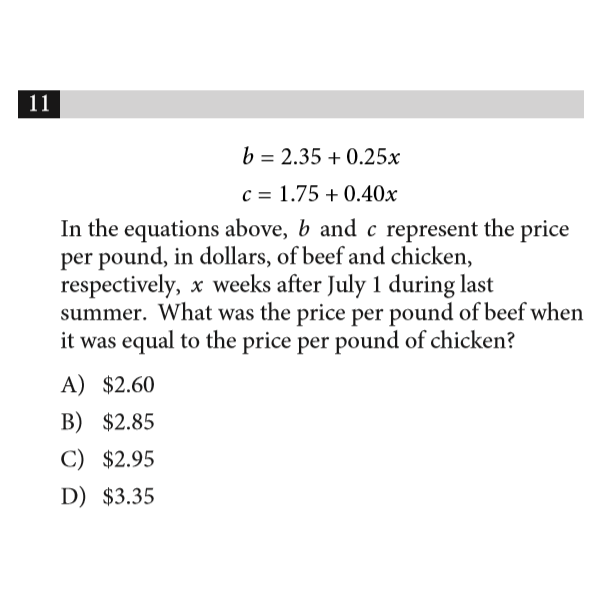 11
b = 2.35 + 0.25x
c = 1.75 + 0.40x
In the equations above, b and c represent the price
per pound, in dollars, of beef and chicken,
respectively, x weeks after July 1 during last
summer. What was the price per pound of beef when
it was equal to the price per pound of chicken?
A) $2.60
B) $2.85
C) $2.95
D) $3.35